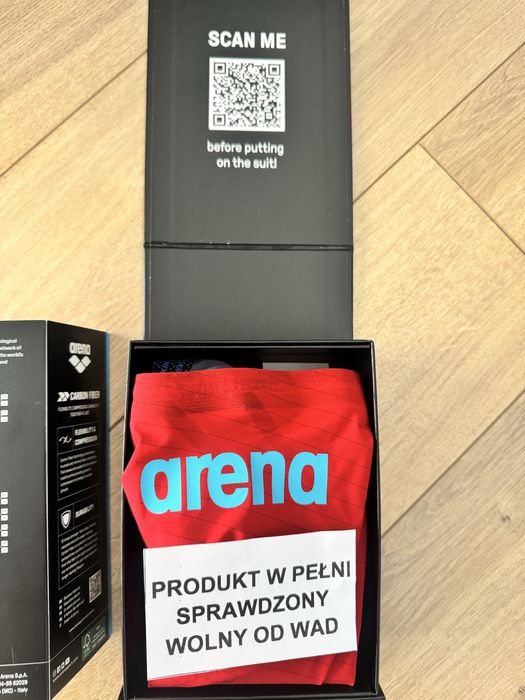 SCAN ME
before putting
on the suit!
arena
CARBON FIBER
FLEXIBILITY &
COMPRESSION
DURABILITY
arena
PRODUKT W PEŁNI
SPRAWDZONY
WOLNY OD WAD
Arena S.p.A.
(MC) - Italy